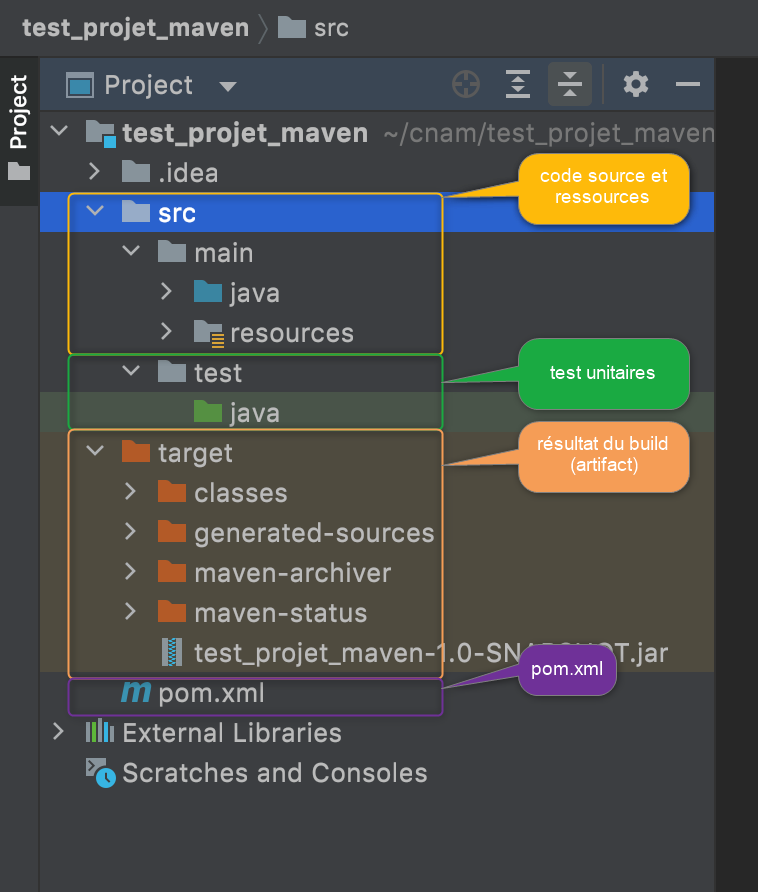 test_projet_maven
src
Project
Project
test_projet_maven ~/cnam/test_projet_maven
.idea
code source et
ressources
src
main
java
resources
test
test unitaires
java
résultat du build
(artifact)
target
classes
generated-sources
maven-archiver
maven-status
test_projet_maven-1.0-SNAPSHOT.jar
pom.xml
m pom.xml
External Libraries
Scratches and Consoles